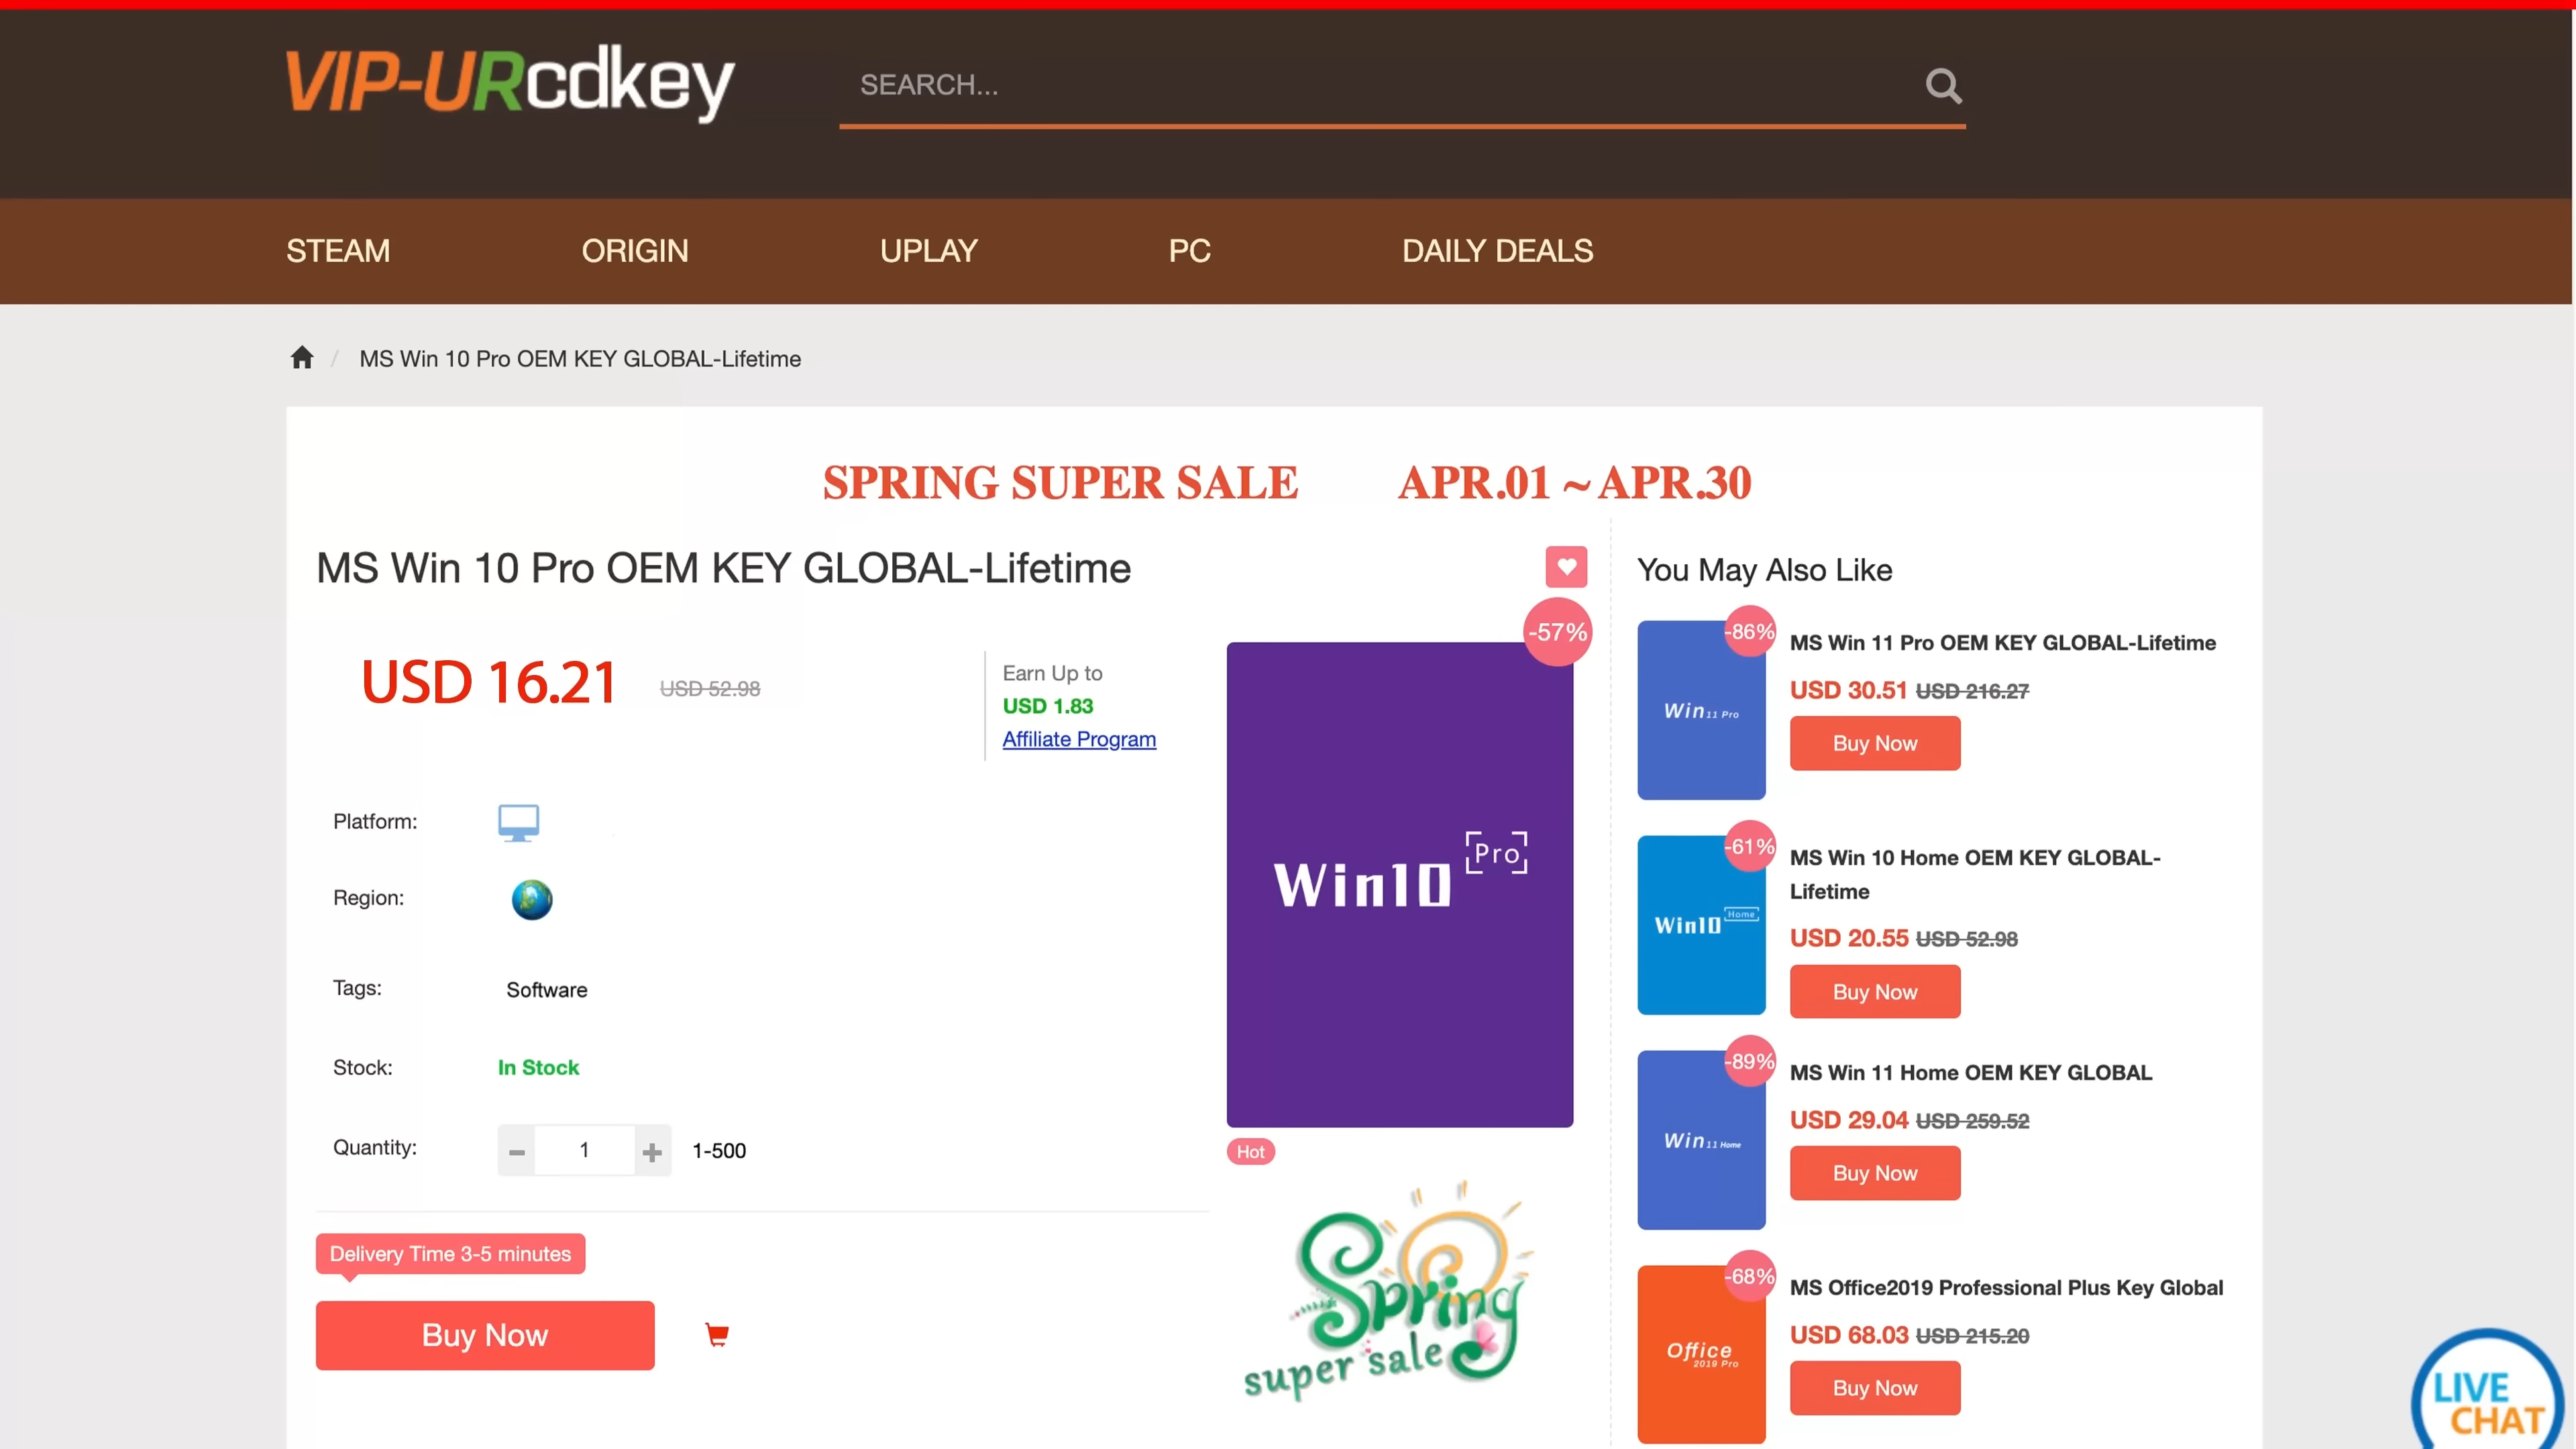 VIP-URcdkey
SEARCH...
STEAM
ORIGIN
UPLAY
PC
DAILY DEALS
/ MS Win 10 Pro OEM KEY GLOBAL-Lifetime
SPRING SUPER SALE APR.01 ~ APR.30
MS Win 10 Pro OEM KEY GLOBAL-Lifetime
USD 16.21 USD 52.98
Earn Up to
USD 1.83
Affiliate Program
Platform:
Region:
Tags: Software
Stock: In Stock
Quantity: − 1 + 1-500
Delivery Time 3-5 minutes
Buy Now
-57%
Win10 Pro
Hot
Spring
super sale
You May Also Like
-86%
Win 11 Pro
MS Win 11 Pro OEM KEY GLOBAL-Lifetime
USD 30.51 USD 216.27
Buy Now
-61%
Win10 Home
MS Win 10 Home OEM KEY GLOBAL-
Lifetime
USD 20.55 USD 52.98
Buy Now
-89%
Win 11 Home
MS Win 11 Home OEM KEY GLOBAL
USD 29.04 USD 259.52
Buy Now
-68%
Office
2019 Pro
MS Office2019 Professional Plus Key Global
USD 68.03 USD 215.20
Buy Now
LIVE
CHAT